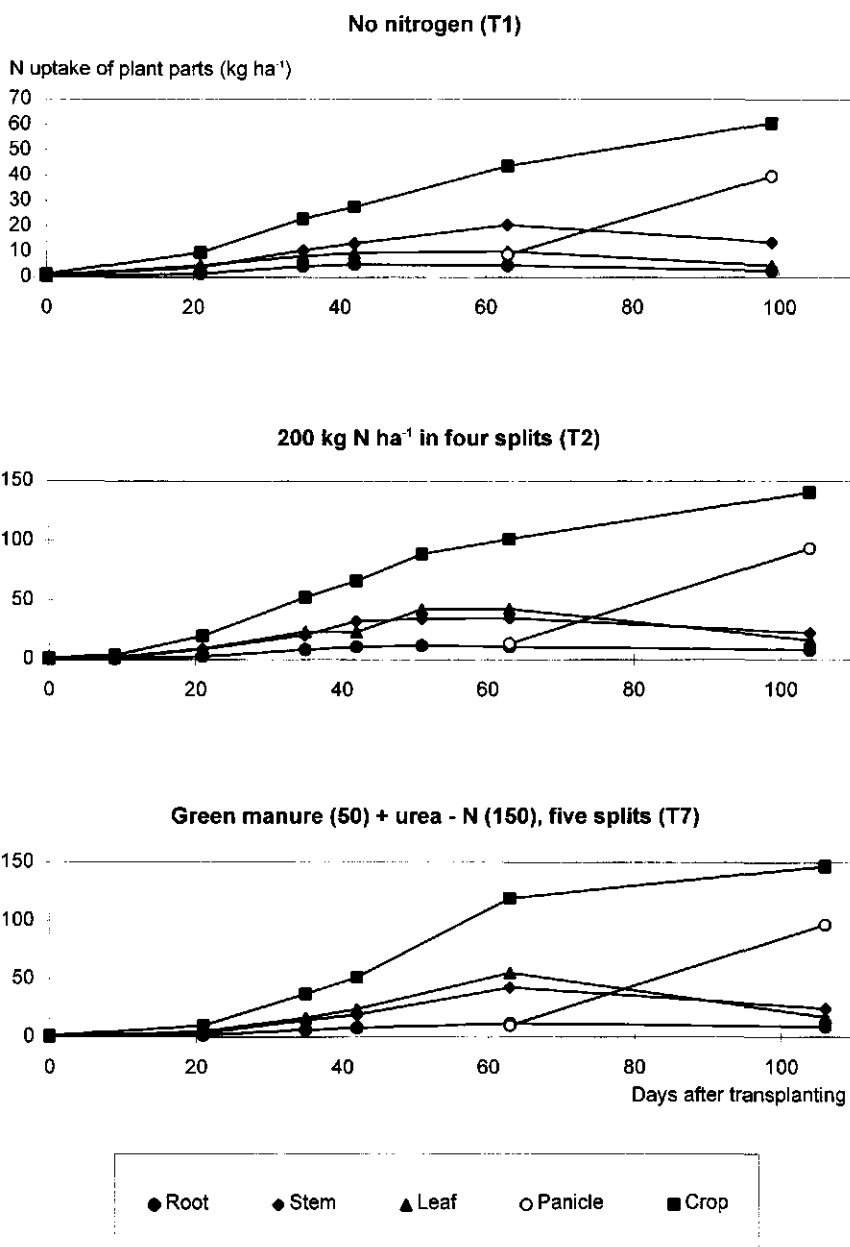 No nitrogen (T1)
N uptake of plant parts (kg ha⁻¹)
70
60
50
40
30
20
10
0
0 20 40 60 80 100
200 kg N ha⁻¹ in four splits (T2)
150
100
50
0
0 20 40 60 80 100
Green manure (50) + urea - N (150), five splits (T7)
150
100
50
0
0 20 40 60 80 100
Days after transplanting
Root Stem Leaf Panicle Crop